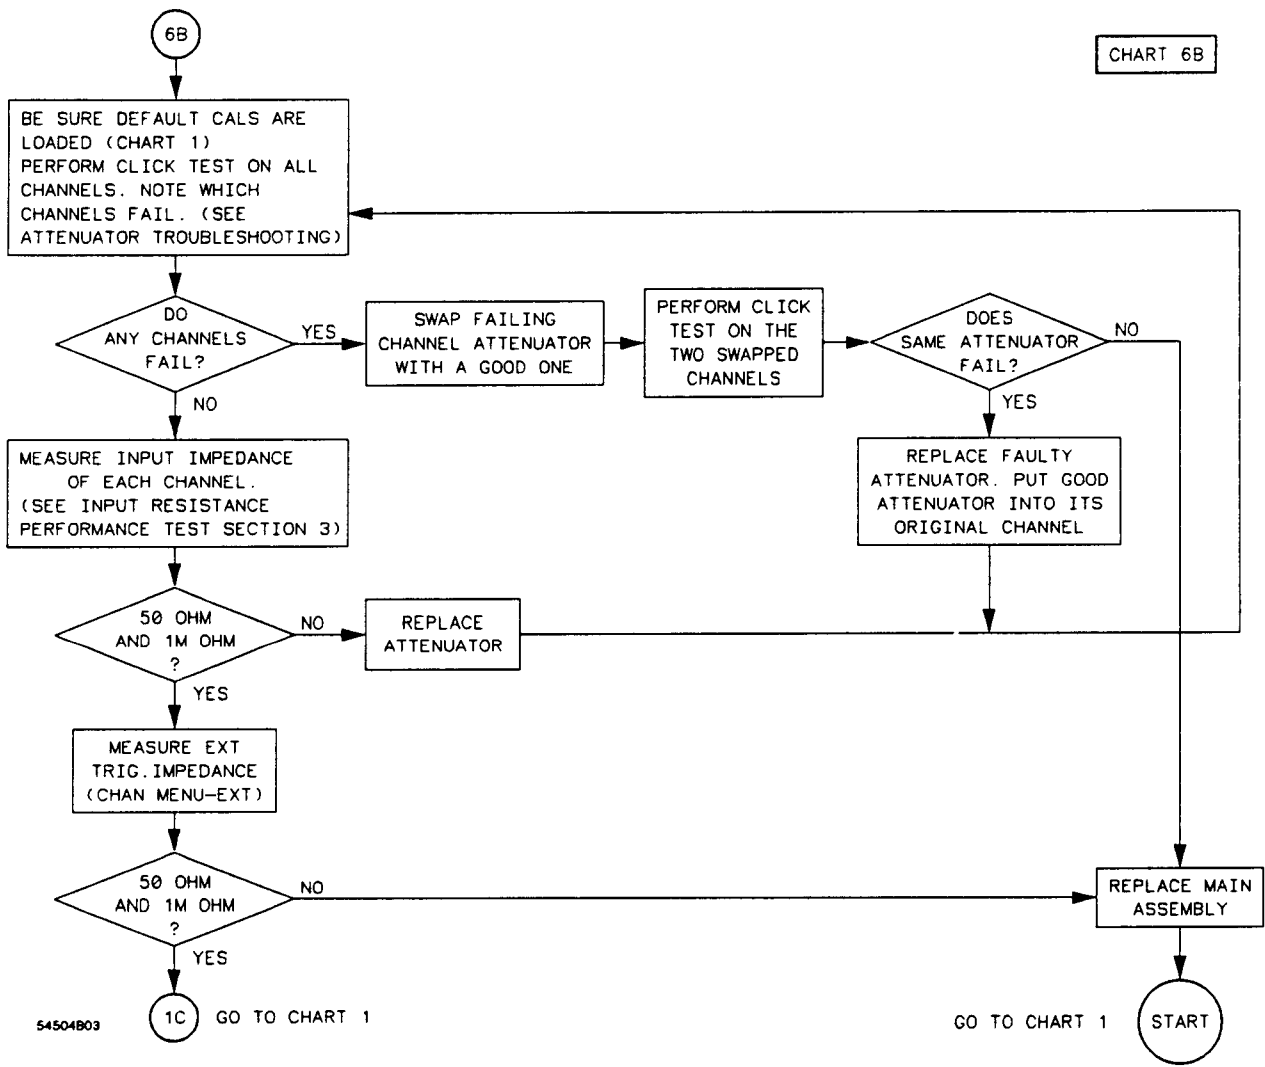 6B
CHART 6B
BE SURE DEFAULT CALS ARE
LOADED (CHART 1)
PERFORM CLICK TEST ON ALL
CHANNELS. NOTE WHICH
CHANNELS FAIL. (SEE
ATTENUATOR TROUBLESHOOTING)
DO
ANY CHANNELS
FAIL?
YES
NO
SWAP FAILING
CHANNEL ATTENUATOR
WITH A GOOD ONE
PERFORM CLICK
TEST ON THE
TWO SWAPPED
CHANNELS
DOES
SAME ATTENUATOR
FAIL?
NO
YES
REPLACE FAULTY
ATTENUATOR. PUT GOOD
ATTENUATOR INTO ITS
ORIGINAL CHANNEL
MEASURE INPUT IMPEDANCE
OF EACH CHANNEL.
(SEE INPUT RESISTANCE
PERFORMANCE TEST SECTION 3)
50 OHM
AND 1M OHM
?
NO
YES
REPLACE
ATTENUATOR
MEASURE EXT
TRIG.IMPEDANCE
(CHAN MENU-EXT)
50 OHM
AND 1M OHM
?
NO
YES
REPLACE MAIN
ASSEMBLY
1C
GO TO CHART 1
GO TO CHART 1
START
54504B03